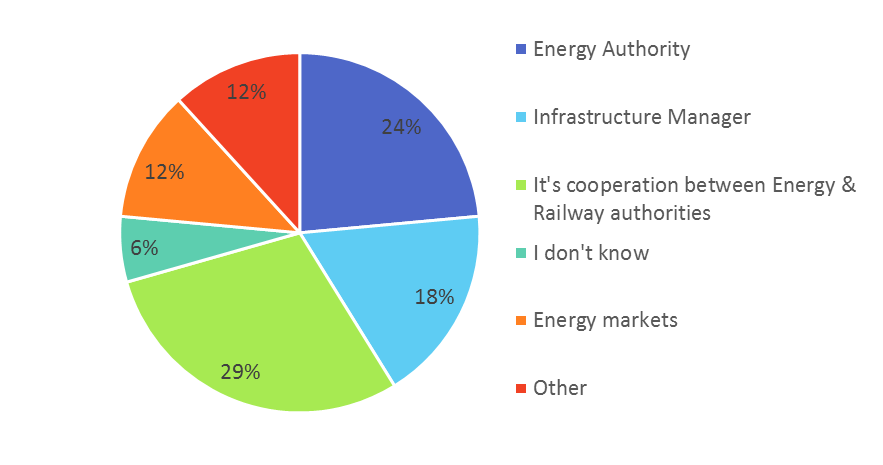 Energy Authority
12%
24%
Infrastructure Manager
12%
It's cooperation between Energy &
Railway authorities
6%
I don't know
18%
Energy markets
29%
Other